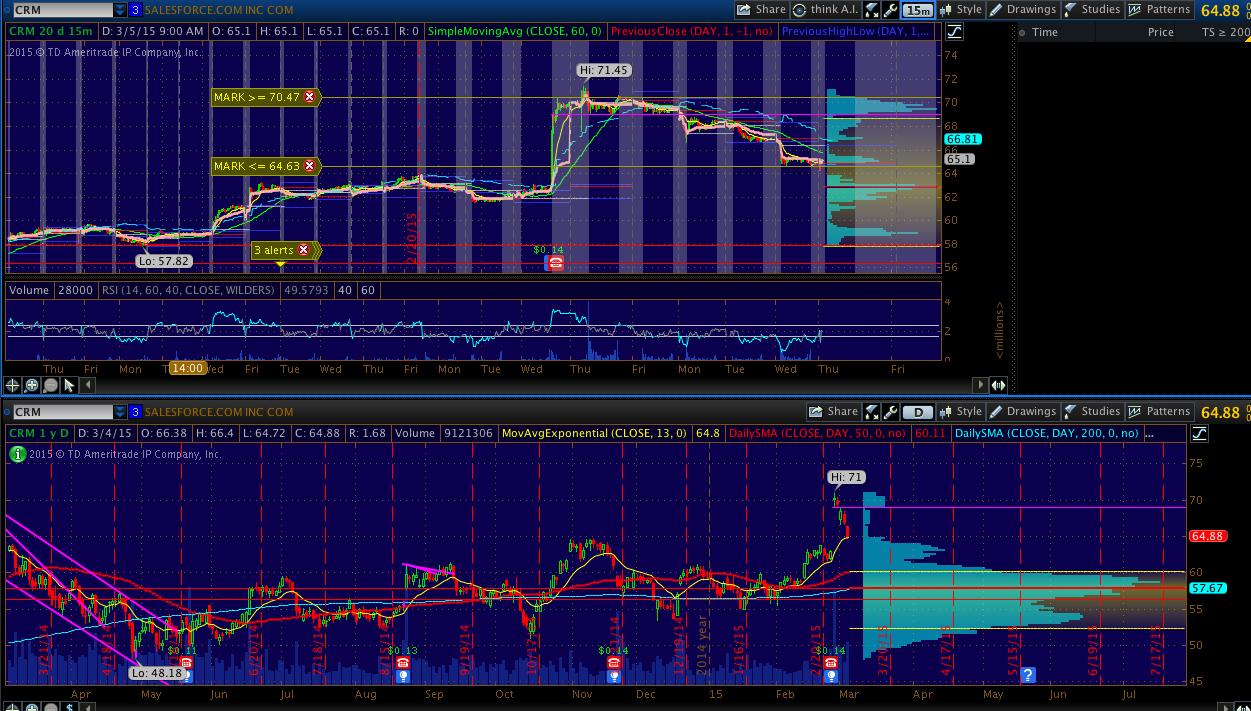 CRM 3 SALESFORCE.COM INC COM Share think A.I. 15m Style Drawings Studies Patterns 64.88
CRM 20 d 15m D: 3/5/15 9:00 AM O: 65.1 H: 65.1 L: 65.1 C: 65.1 R: 0 SimpleMovingAvg (CLOSE, 60, 0) PreviousClose (DAY, 1, -1, no) PreviousHighLow (DAY, 1,... Time Price TS ≥ 200
2015 © TD Ameritrade IP Company, Inc.
74
Hi: 71.45
72
MARK >= 70.47
70
68
66.81
66
65.1
MARK <= 64.63
64
62
60
2/20/15
3 alerts
$0.14
58
Lo: 57.82
56
Volume 28000 RSI (14, 60, 40, CLOSE, WILDERS) 49.5793 40 60
4
2
0
<millions>
Thu Fri Mon 14:00 Fri Tue Wed Thu Fri Mon Tue Wed Thu Fri Mon Tue Wed Thu Fri
CRM 3 SALESFORCE.COM INC COM Share D Style Drawings Studies Patterns 64.88
CRM 1 y D D: 3/4/15 O: 66.38 H: 66.4 L: 64.72 C: 64.88 R: 1.68 Volume 9121306 MovAvgExponential (CLOSE, 13, 0) 64.8 DailySMA (CLOSE, DAY, 50, 0, no) 60.11 DailySMA (CLOSE, DAY, 200, 0, no) ...
i 2015 © TD Ameritrade IP Company, Inc.
75
Hi: 71
70
64.88
60
57.67
55
50
45
3/21/14 4/18/14 6/20/14 7/18/14 9/19/14 10/17/14 12/19/14 2014 year 1/16/15 2/20/15 3/20/15 4/17/15 5/15/15 6/19/15 7/17/15
$0.11 $0.13 $0.14 $0.14
Lo: 48.18
?
Apr May Jun Jul Aug Sep Oct Nov Dec 15 Feb Mar Apr May Jun Jul
$